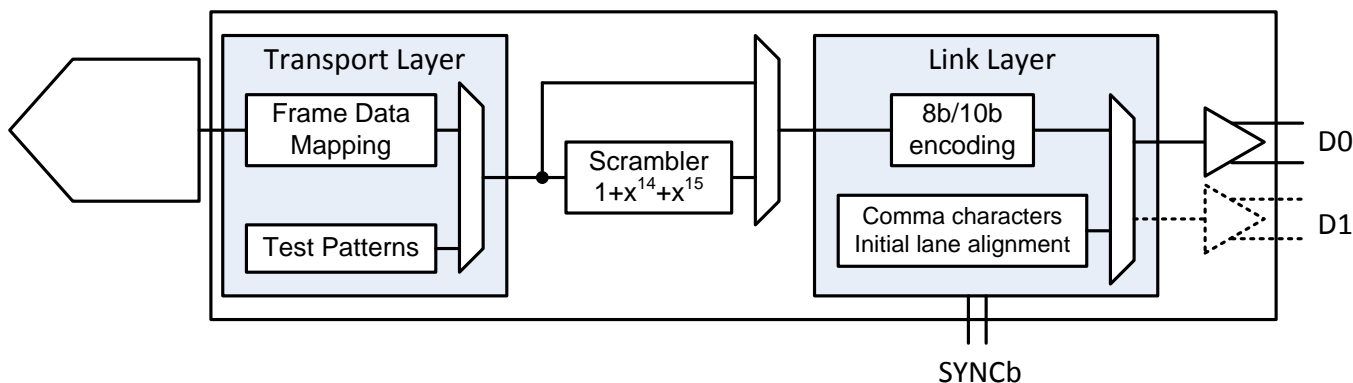 Transport Layer
Frame Data
Mapping
Test Patterns
Scrambler
1+x¹⁴+x¹⁵
Link Layer
8b/10b
encoding
Comma characters
Initial lane alignment
D0
D1
SYNCb